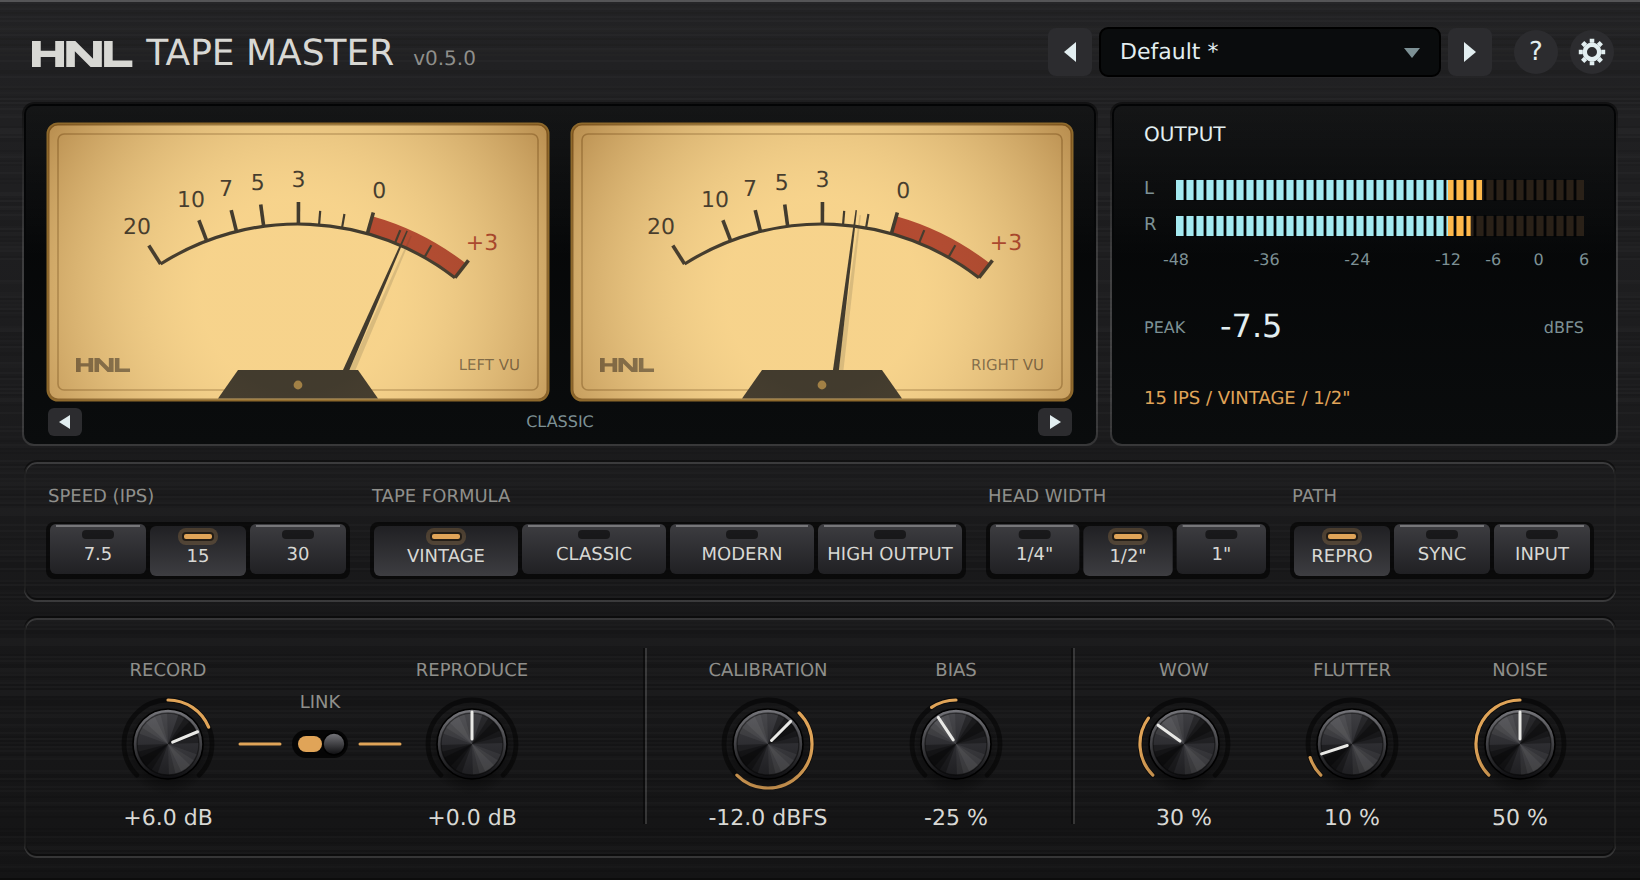 HNL TAPE MASTER v0.5.0
Default *
?
20 10 7 5 3 0 +3
HNL
LEFT VU
20 10 7 5 3 0 +3
HNL
RIGHT VU
CLASSIC
OUTPUT
L
R
-48 -36 -24 -12 -6 0 6
PEAK -7.5 dBFS
15 IPS / VINTAGE / 1/2"
SPEED (IPS)
7.5 15 30
TAPE FORMULA
VINTAGE CLASSIC MODERN HIGH OUTPUT
HEAD WIDTH
1/4" 1/2" 1"
PATH
REPRO SYNC INPUT
RECORD
+6.0 dB
LINK
REPRODUCE
+0.0 dB
CALIBRATION
-12.0 dBFS
BIAS
-25 %
WOW
30 %
FLUTTER
10 %
NOISE
50 %